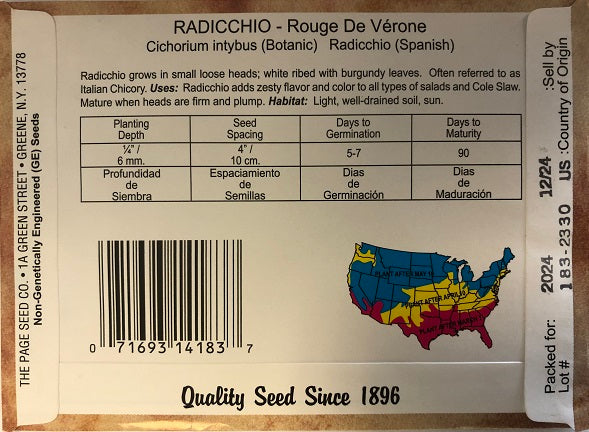 RADICCHIO - Rouge De Vérone
Cichorium intybus (Botanic) Radicchio (Spanish)
Radicchio grows in small loose heads; white ribed with burgundy leaves. Often referred to as
Italian Chicory. Uses: Radicchio adds zesty flavor and color to all types of salads and Cole Slaw.
Mature when heads are firm and plump. Habitat: Light, well-drained soil, sun.
Planting Depth
Seed Spacing
Days to Germination
Days to Maturity
¼"/ 6 mm.
4"/ 10 cm.
5-7
90
Profundidad de Siembra
Espaciamiento de Semillas
Dias de Germinación
Dias de Maduración
0 71693 14183 7
PLANT AFTER MAY 1
PLANT AFTER APRIL 1
PLANT AFTER MARCH 1
Quality Seed Since 1896
THE PAGE SEED CO. • 1A GREEN STREET • GREENE, N.Y. 13778
Non-Genetically Engineered (GE) Seeds
Packed for: 2024 12/24 :Sell by
Lot # 183-2330 US :Country of Origin